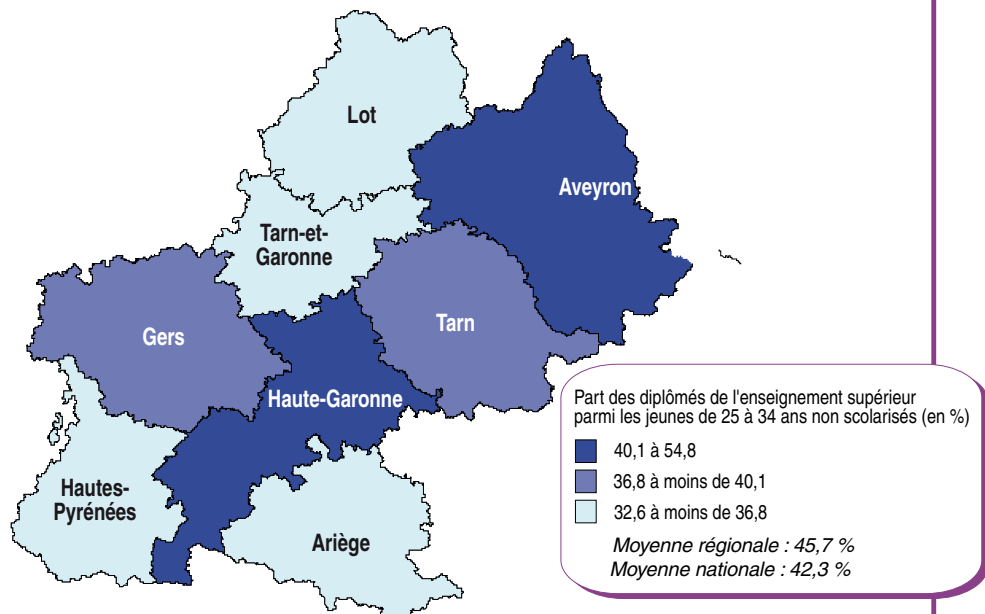 Lot
Aveyron
Tarn-et-
Garonne
Gers
Tarn
Haute-Garonne
Hautes-
Pyrénées
Ariège
Part des diplômés de l'enseignement supérieur
parmi les jeunes de 25 à 34 ans non scolarisés (en %)
40,1 à 54,8
36,8 à moins de 40,1
32,6 à moins de 36,8
Moyenne régionale : 45,7 %
Moyenne nationale : 42,3 %